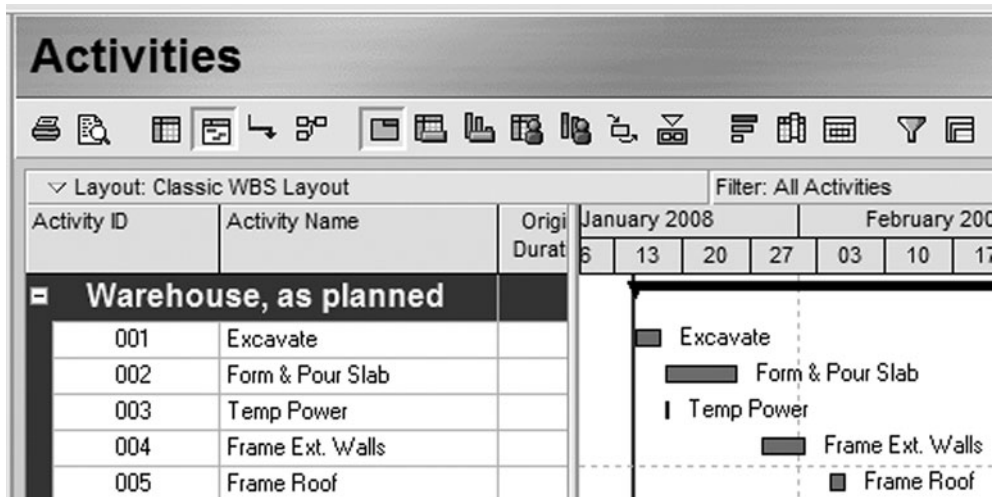 Activities
Layout: Classic WBS Layout Filter: All Activities
Activity ID Activity Name Origi January 2008 February 200
Durat 6 13 20 27 03 10 17
Warehouse, as planned
001 Excavate Excavate
002 Form & Pour Slab Form & Pour Slab
003 Temp Power Temp Power
004 Frame Ext. Walls Frame Ext. Walls
005 Frame Roof Frame Roof